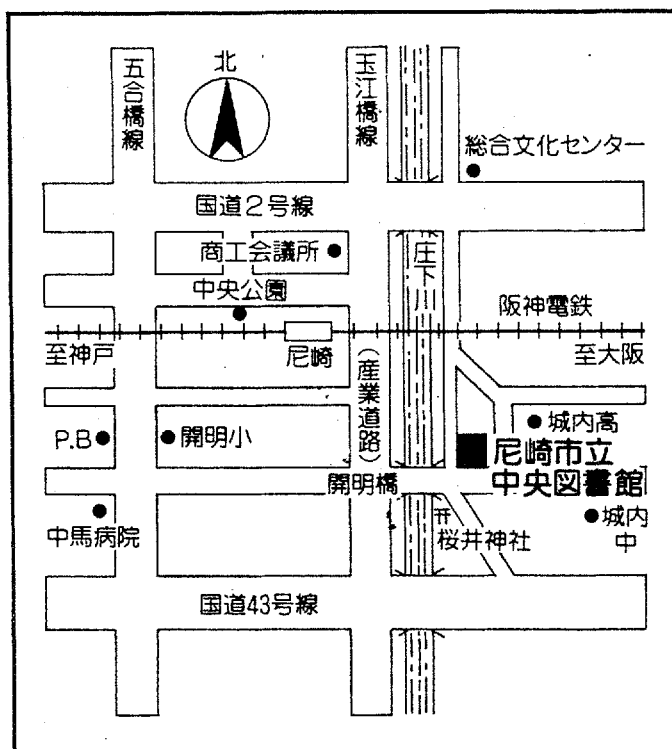 五合橋線
北
玉江橋線
総合文化センター
国道2号線
商工会議所
庄下川
中央公園
阪神電鉄
至神戸
尼崎
至大阪
(産業道路)
城内高
P.B
開明小
尼崎市立
中央図書館
開明橋
城内
中
中馬病院
桜井神社
国道43号線